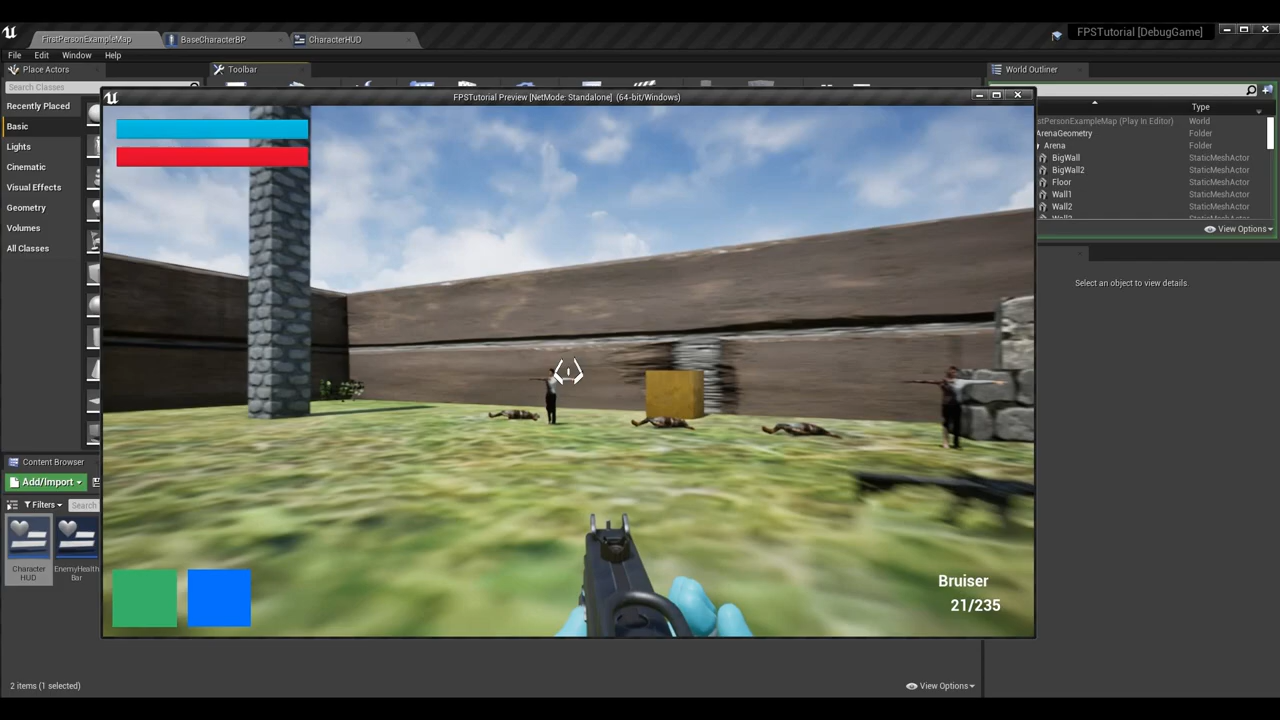 FirstPersonExampleMap
BaseCharacterBP
CharacterHUD
FPSTutorial [DebugGame]
File Edit Window Help
Place Actors
Toolbar
World Outliner
Search Classes
FPSTutorial Preview [NetMode: Standalone] (64-bit/Windows)
Recently Placed
Basic
Lights
Cinematic
Visual Effects
Geometry
Volumes
All Classes
Type
stPersonExampleMap (Play In Editor) World
ArenaGeometry Folder
Arena Folder
BigWall StaticMeshActor
BigWall2 StaticMeshActor
Floor StaticMeshActor
Wall1 StaticMeshActor
Wall2 StaticMeshActor
View Options
Select an object to view details.
Content Browser
Add/Import
Filters Search
Character
HUD
EnemyHealth
Bar
Bruiser
21/235
2 items (1 selected)
View Options